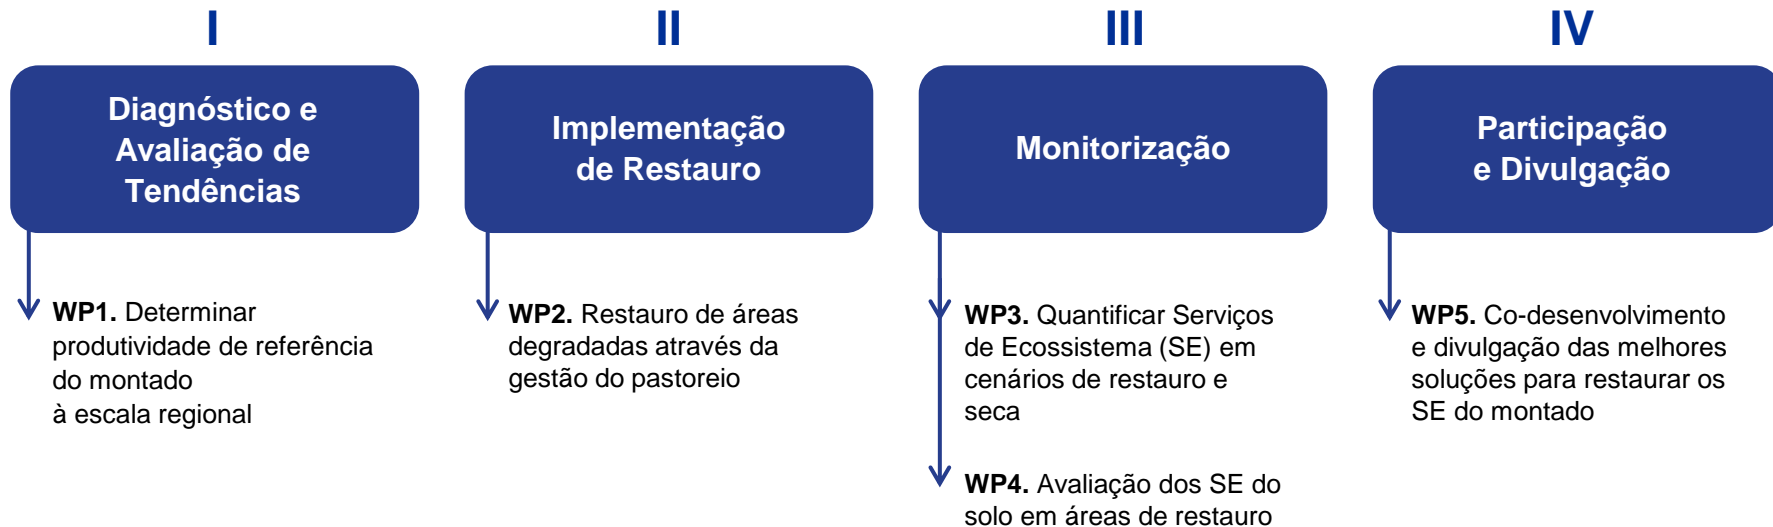 I
Diagnóstico e
Avaliação de
Tendências
WP1. Determinar
produtividade de referência
do montado
à escala regional
II
Implementação
de Restauro
WP2. Restauro de áreas
degradadas através da
gestão do pastoreio
III
Monitorização
WP3. Quantificar Serviços
de Ecossistema (SE) em
cenários de restauro e
seca
WP4. Avaliação dos SE do
solo em áreas de restauro
IV
Participação
e Divulgação
WP5. Co-desenvolvimento
e divulgação das melhores
soluções para restaurar os
SE do montado